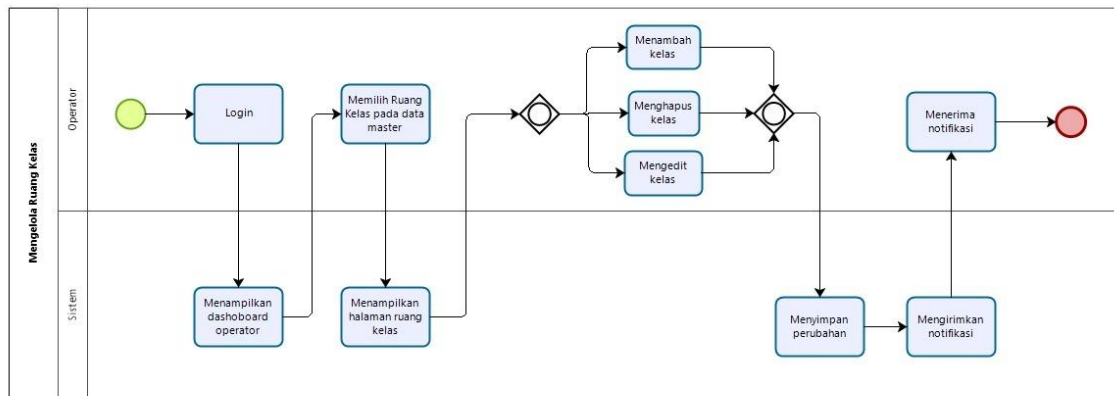 Mengelola Ruang Kelas
Operator
Login
Memilih Ruang
Kelas pada data
master
Menambah
kelas
Menghapus
kelas
Mengedit
kelas
Menerima
notifikasi
Sistem
Menampilkan
dashoboard
operator
Menampilkan
halaman ruang
kelas
Menyimpan
perubahan
Mengirimkan
notifikasi